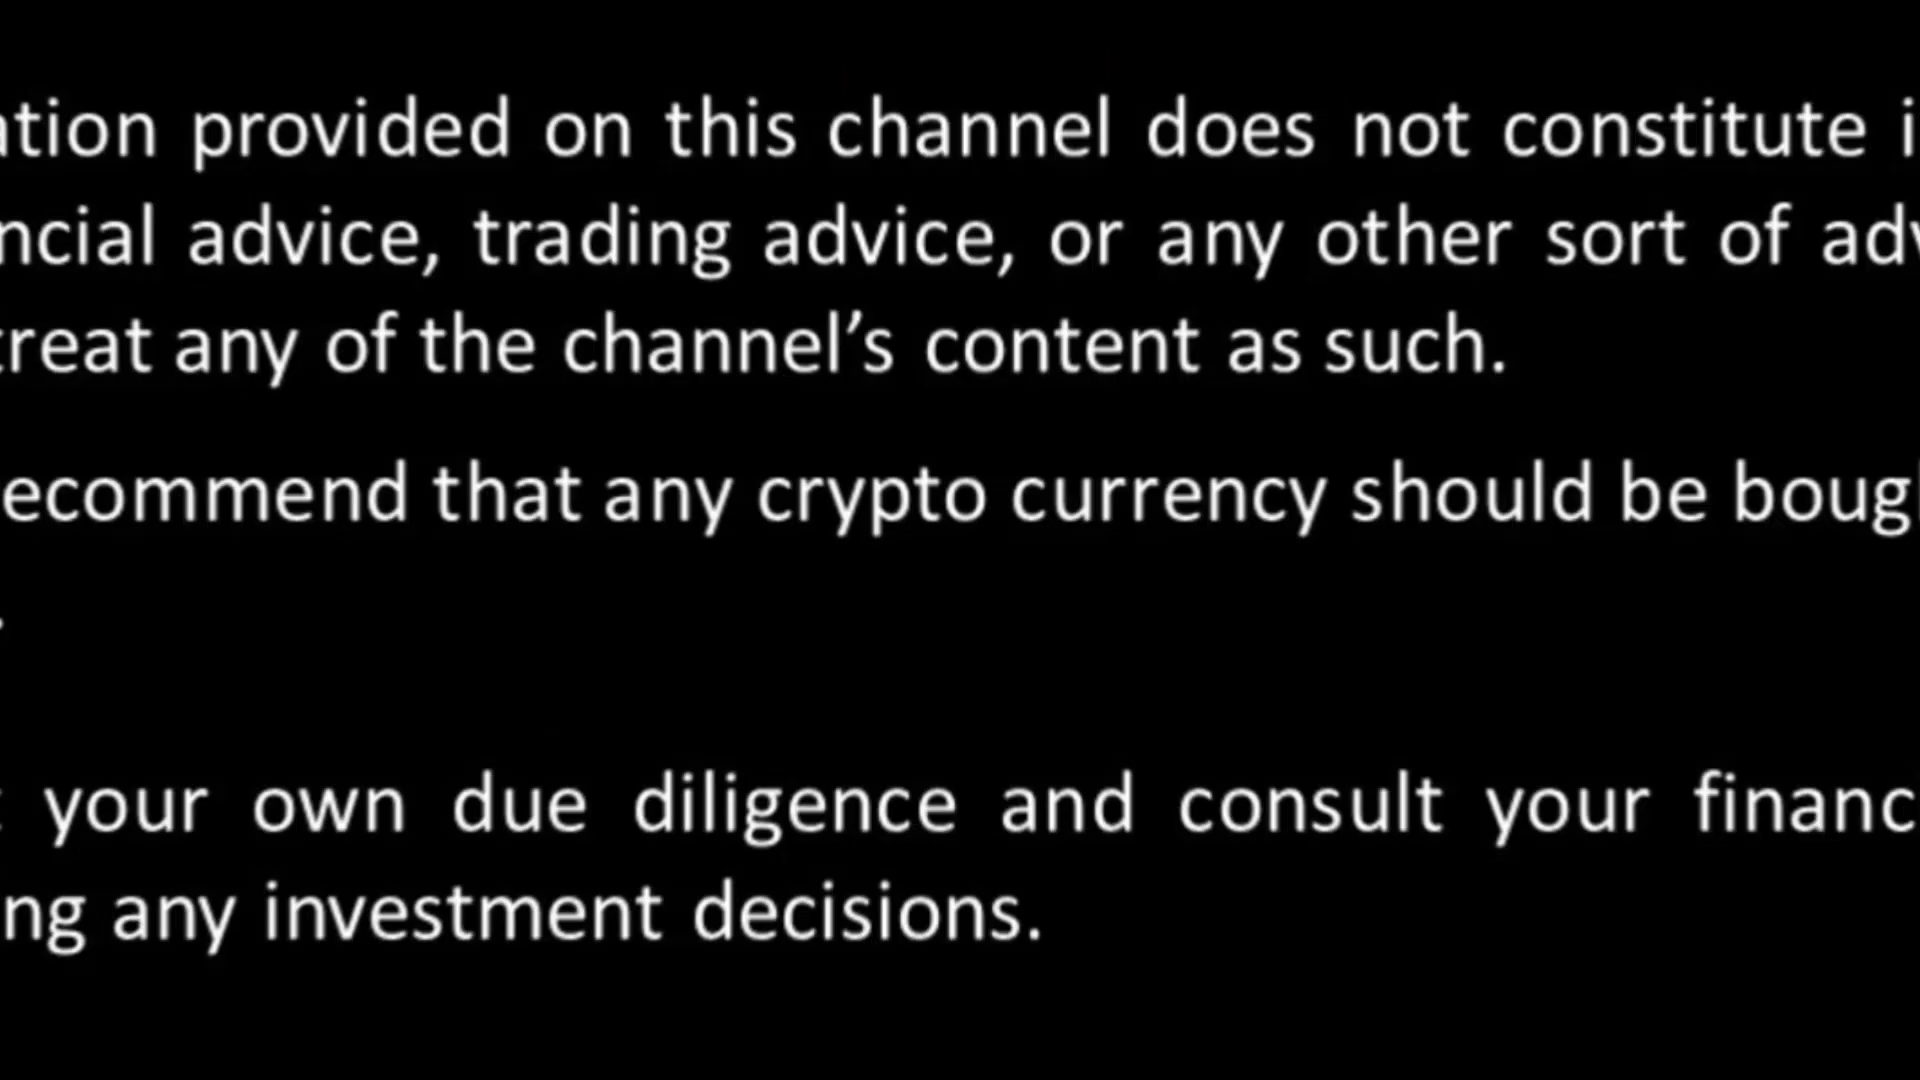 ation provided on this channel does not constitute i
ncial advice, trading advice, or any other sort of adv
treat any of the channel’s content as such.
ecommend that any crypto currency should be boug
.
your own due diligence and consult your financ
ng any investment decisions.